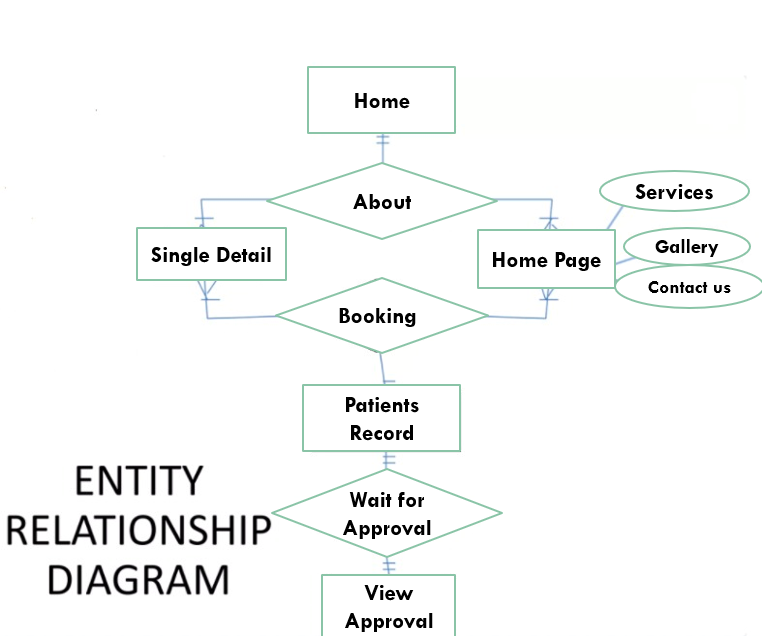 Home
About
Services
Single Detail
Home Page
Gallery
Contact us
Booking
Patients
Record
ENTITY
RELATIONSHIP
DIAGRAM
Wait for
Approval
View
Approval